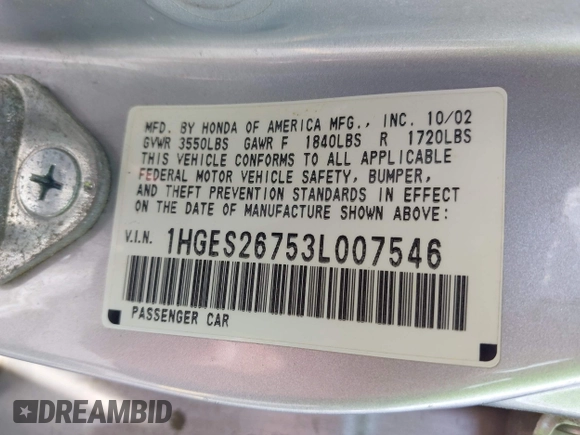 MFD. BY HONDA OF AMERICA MFG., INC. 10/02
GVWR 3550LBS GAWR F 1840LBS R 1720LBS
THIS VEHICLE CONFORMS TO ALL APPLICABLE
FEDERAL MOTOR VEHICLE SAFETY, BUMPER,
AND THEFT PREVENTION STANDARDS IN EFFECT
ON THE DATE OF MANUFACTURE SHOWN ABOVE:
V.I.N. 1HGES26753L007546
PASSENGER CAR
DREAMBID